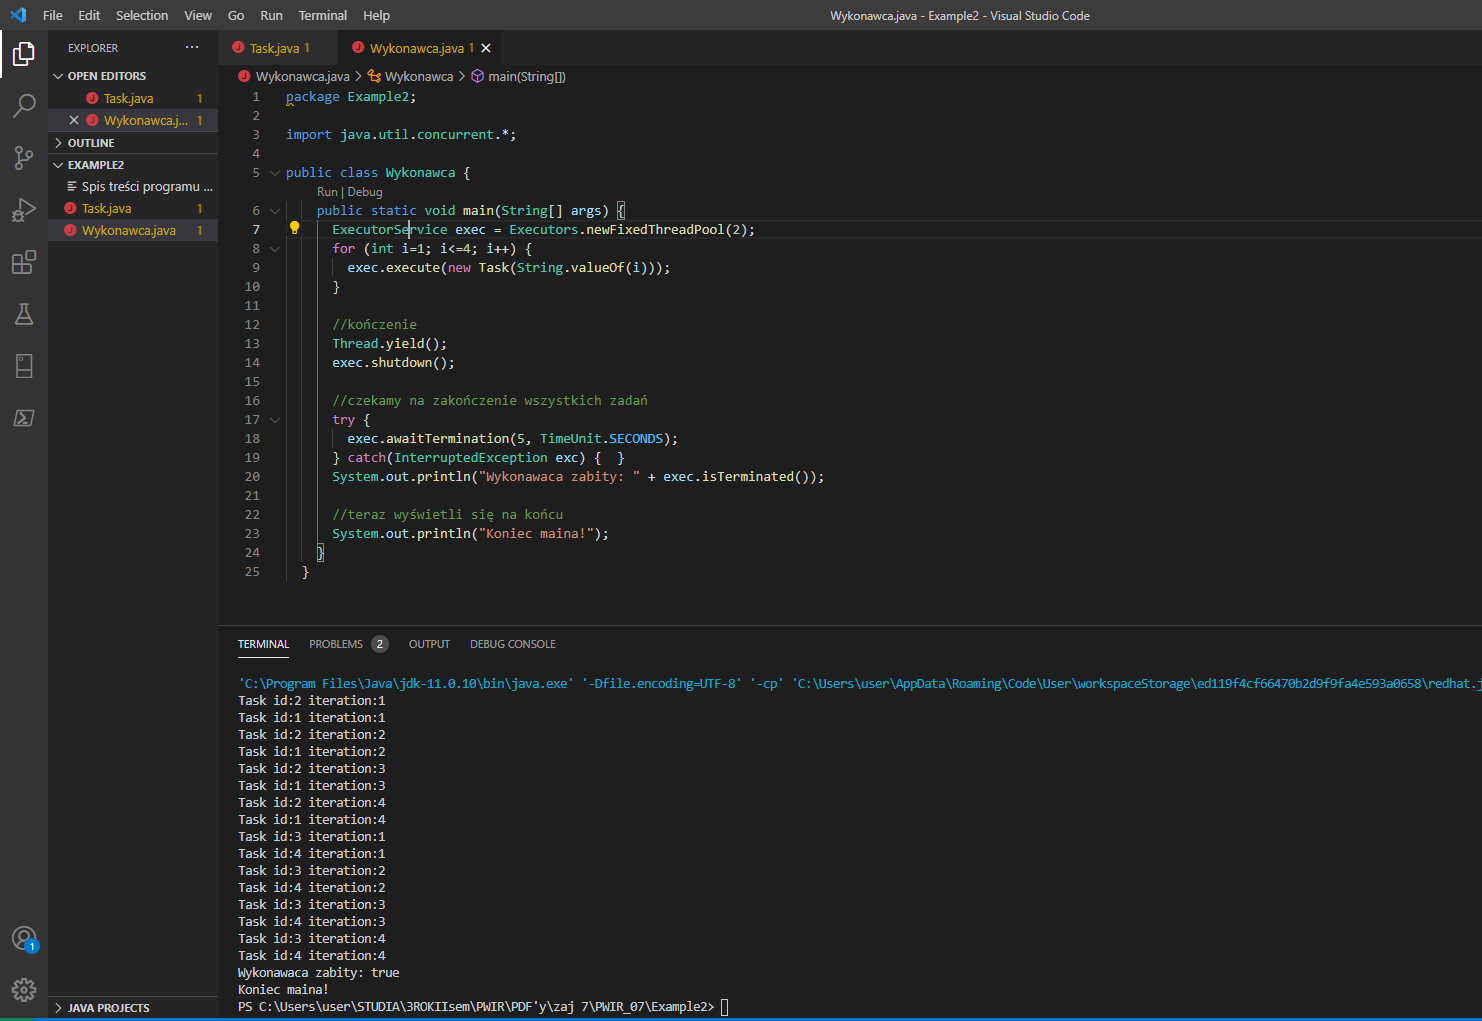 File Edit Selection View Go Run Terminal Help
Wykonawca.java - Example2 - Visual Studio Code
EXPLORER ...
OPEN EDITORS
Task.java 1
Wykonawca.j... 1
OUTLINE
EXAMPLE2
Spis treści programu ...
Task.java 1
Wykonawca.java 1
JAVA PROJECTS
1
Task.java 1 Wykonawca.java 1
Wykonawca.java > Wykonawca > main(String[])
1 package Example2;
2
3 import java.util.concurrent.*;
4
5 public class Wykonawca {
Run | Debug
6 public static void main(String[] args) {
7 ExecutorService exec = Executors.newFixedThreadPool(2);
8 for (int i=1; i<=4; i++) {
9 exec.execute(new Task(String.valueOf(i)));
10 }
11
12 //kończenie
13 Thread.yield();
14 exec.shutdown();
15
16 //czekamy na zakończenie wszystkich zadań
17 try {
18 exec.awaitTermination(5, TimeUnit.SECONDS);
19 } catch(InterruptedException exc) {  }
20 System.out.println("Wykonawaca zabity: " + exec.isTerminated());
21
22 //teraz wyświetli się na końcu
23 System.out.println("Koniec maina!");
24 }
25 }
TERMINAL PROBLEMS 2 OUTPUT DEBUG CONSOLE
'C:\Program Files\Java\jdk-11.0.10\bin\java.exe' '-Dfile.encoding=UTF-8' '-cp' 'C:\Users\user\AppData\Roaming\Code\User\workspaceStorage\ed119f4cf66470b2d9f9fa4e593a0658\redhat.j
Task id:2 iteration:1
Task id:1 iteration:1
Task id:2 iteration:2
Task id:1 iteration:2
Task id:2 iteration:3
Task id:1 iteration:3
Task id:2 iteration:4
Task id:1 iteration:4
Task id:3 iteration:1
Task id:4 iteration:1
Task id:3 iteration:2
Task id:4 iteration:2
Task id:3 iteration:3
Task id:4 iteration:3
Task id:3 iteration:4
Task id:4 iteration:4
Wykonawaca zabity: true
Koniec maina!
PS C:\Users\user\STUDIA\3ROKIIsem\PWIR\PDF'y\zaj 7\PWIR_07\Example2>